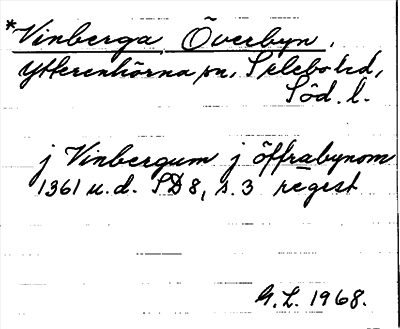 *Vinberga Överbyn,
Ytterenhörna sn, Selebo hd,
Söd. l.
j Vinbergum j öffrabynom
1361 u.d. SD 8, s. 3 regest
G.L. 1968.